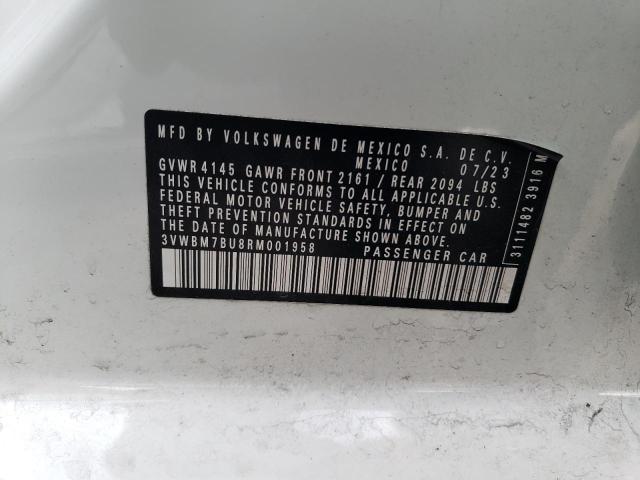 MFD BY VOLKSWAGEN DE MEXICO S.A. DE C.V.
MEXICO 07/23
GVWR 4145 GAWR FRONT 2161 / REAR 2094 LBS
THIS VEHICLE CONFORMS TO ALL APPLICABLE U.S.
FEDERAL MOTOR VEHICLE SAFETY, BUMPER AND
THEFT PREVENTION STANDARDS IN EFFECT ON
THE DATE OF MANUFACTURE SHOWN ABOVE.
3VWBM7BU8RM001958 PASSENGER CAR
3111482 3916 M